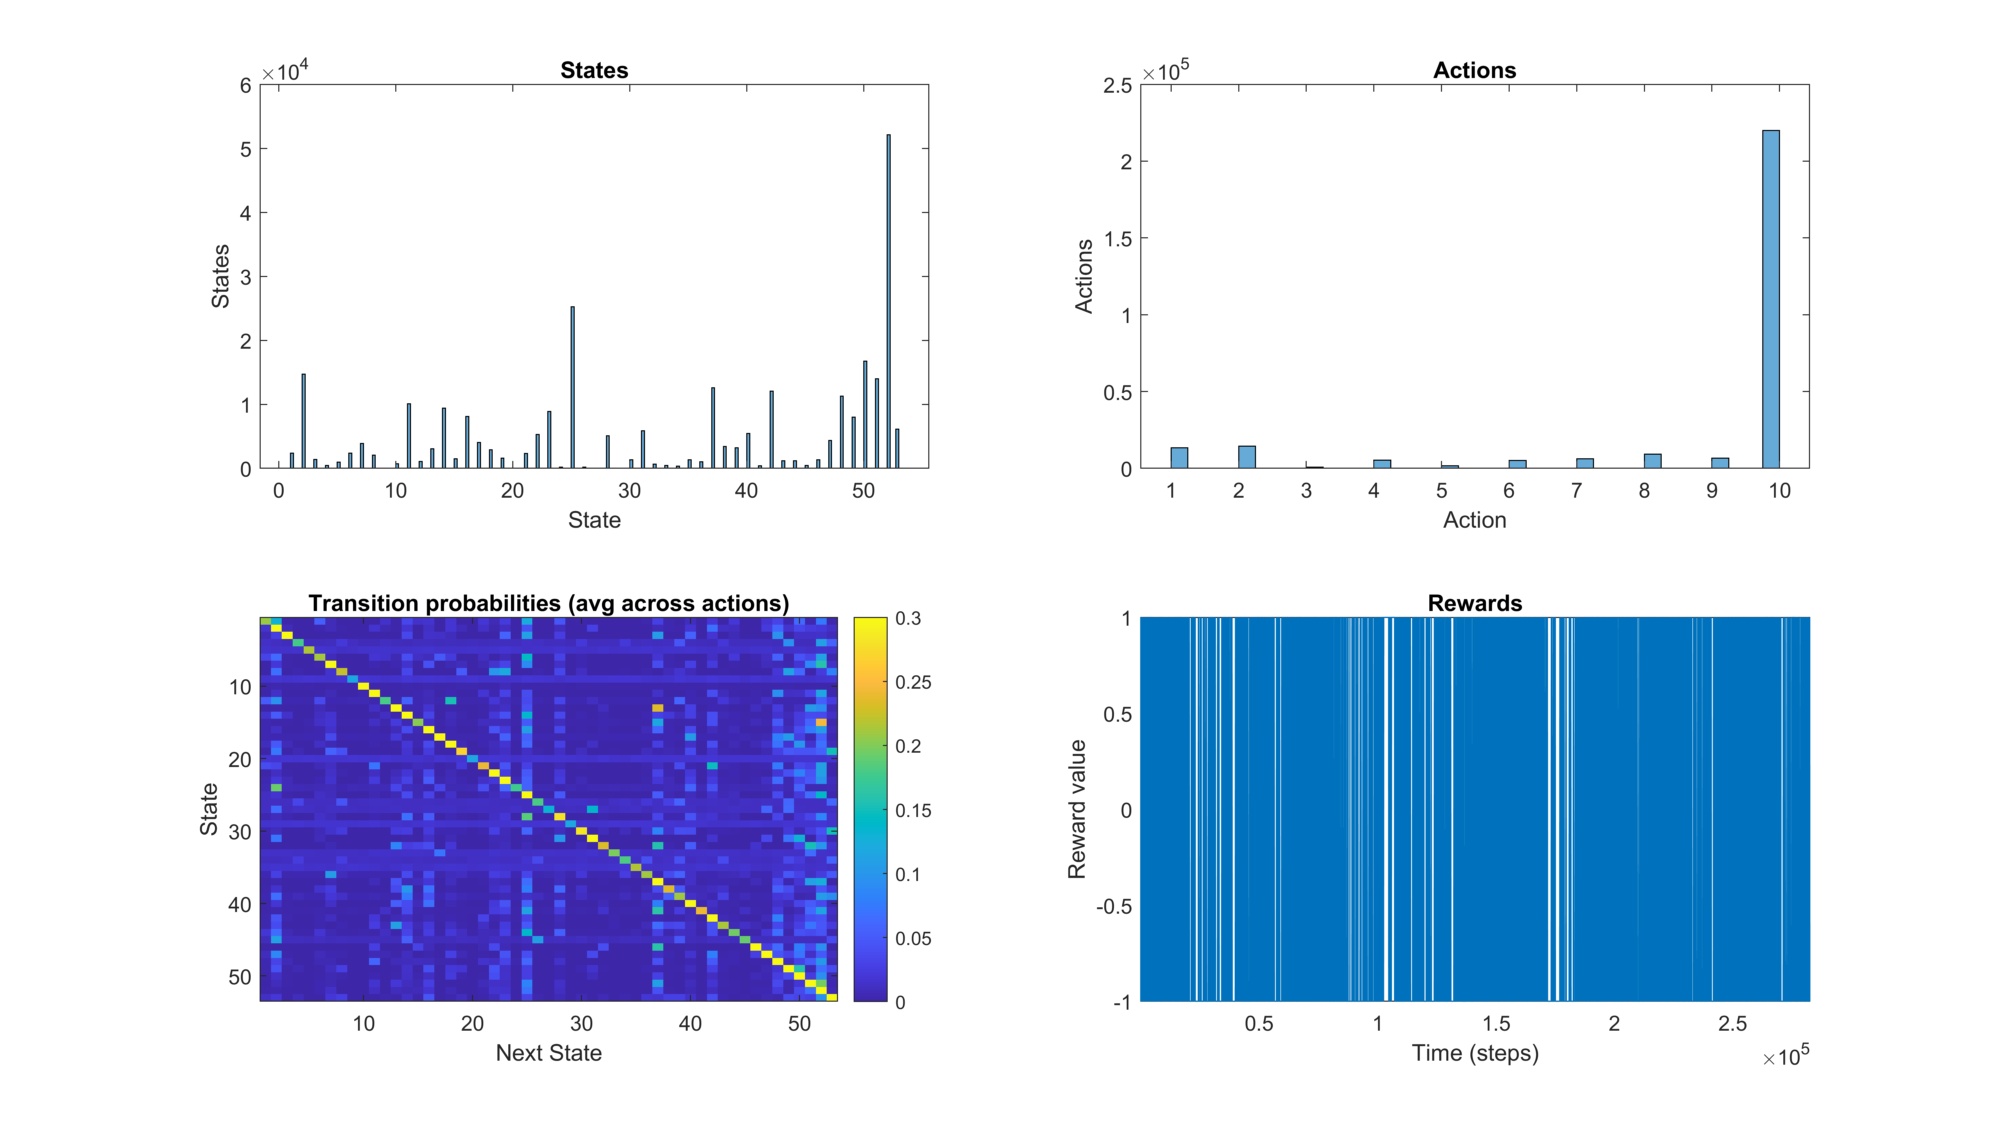 States
×10^4
6
5
4
3
2
1
0
States
0 10 20 30 40 50
State
Actions
×10^5
2.5
2
1.5
1
0.5
0
Actions
1 2 3 4 5 6 7 8 9 10
Action
Transition probabilities (avg across actions)
10
20
30
40
50
State
10 20 30 40 50
Next State
0.3
0.25
0.2
0.15
0.1
0.05
0
Rewards
1
0.5
0
-0.5
-1
Reward value
0.5 1 1.5 2 2.5
Time (steps)
×10^5